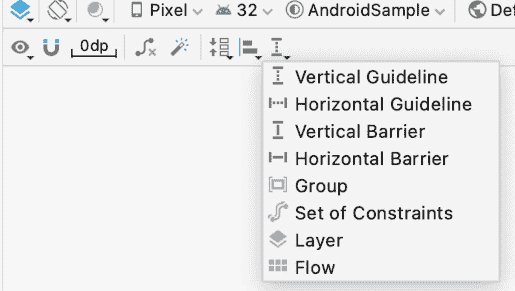 Pixel 32 AndroidSample Def
0dp
Vertical Guideline
Horizontal Guideline
Vertical Barrier
Horizontal Barrier
Group
Set of Constraints
Layer
Flow